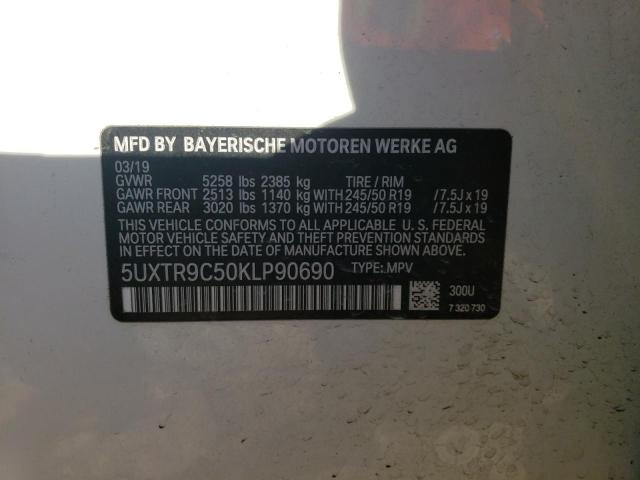 MFD BY BAYERISCHE MOTOREN WERKE AG
03/19
GVWR 5258 lbs 2385 kg TIRE / RIM
GAWR FRONT 2513 lbs 1140 kg WITH 245/50 R19 /7.5J x 19
GAWR REAR 3020 lbs 1370 kg WITH 245/50 R19 /7.5J x 19
THIS VEHICLE CONFORMS TO ALL APPLICABLE U. S. FEDERAL
MOTOR VEHICLE SAFETY, BUMPER, AND THEFT PREVENTION
STANDARDS IN EFFECT ON THE DATE OF MANUFACTURE SHOWN ABOVE.
5UXTR9C50KLP90690 TYPE: MPV
300U
7 320 730